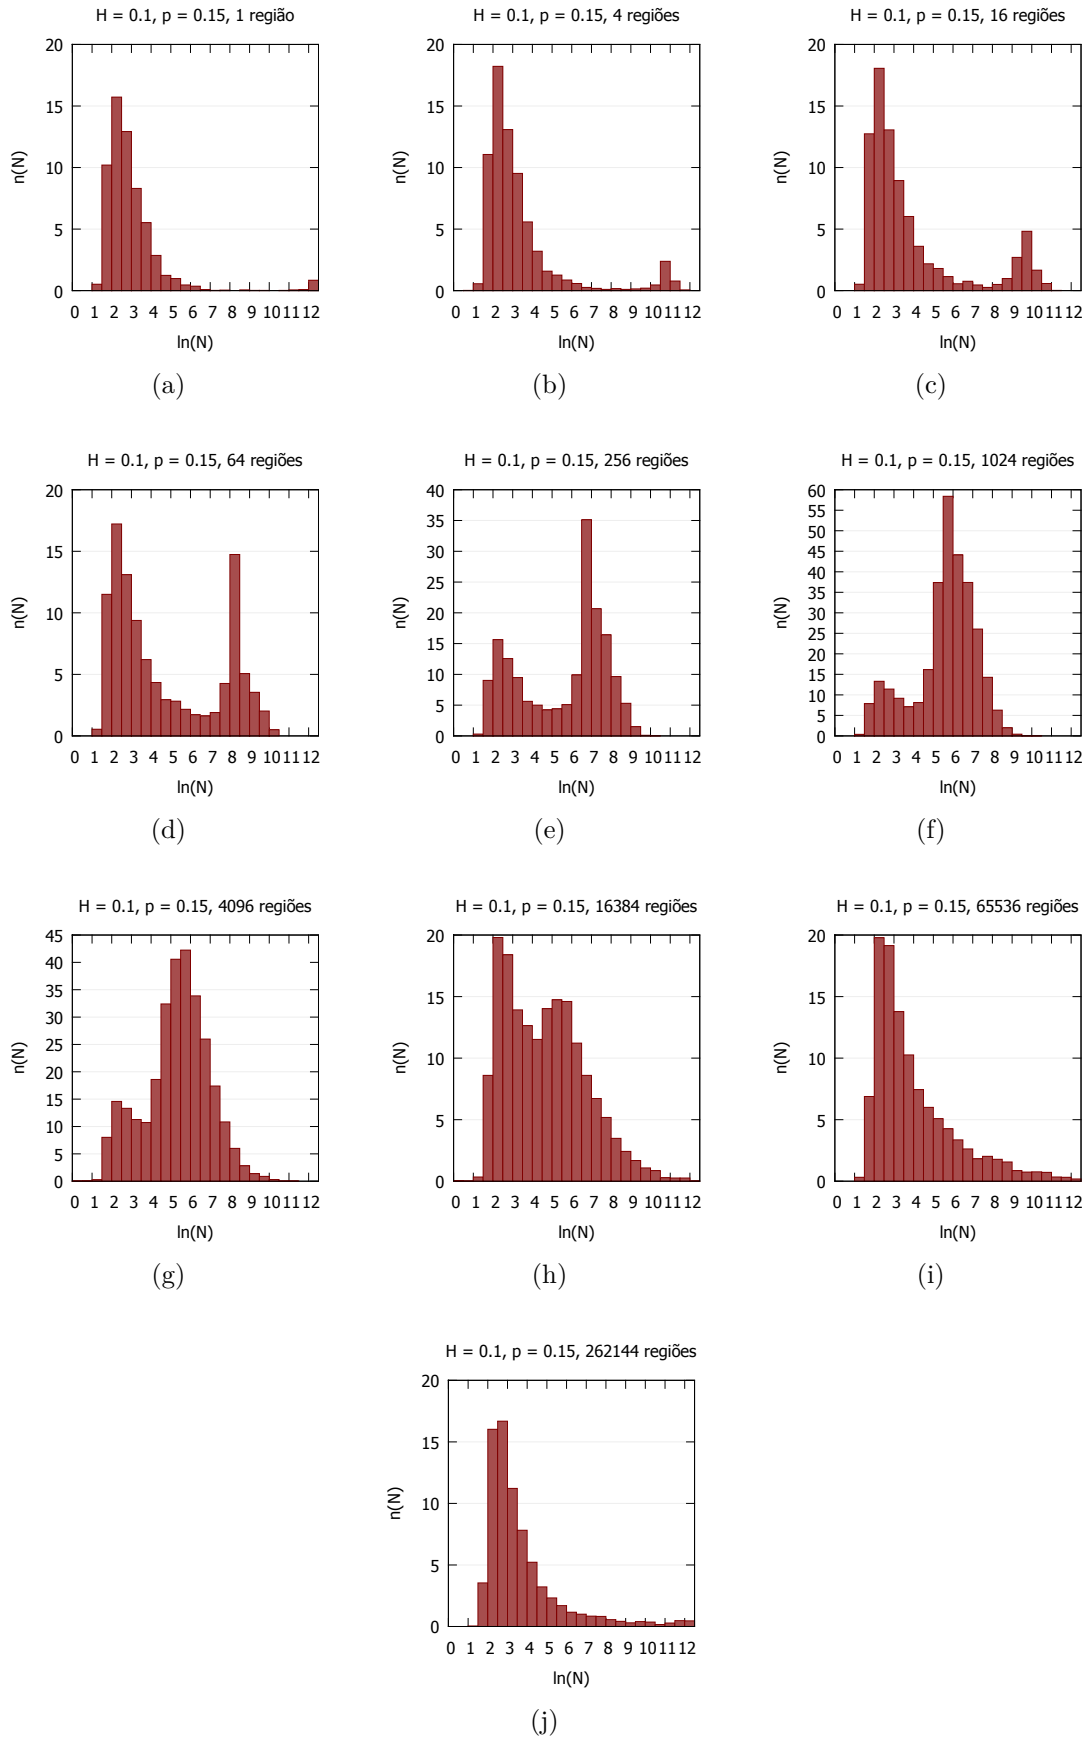 H = 0.1, p = 0.15, 1 região
H = 0.1, p = 0.15, 4 regiões
H = 0.1, p = 0.15, 16 regiões
20
15
10
5
0
n(N)
0 1 2 3 4 5 6 7 8 9 10 11 12
ln(N)
(a)
20
15
10
5
0
n(N)
0 1 2 3 4 5 6 7 8 9 10 11 12
ln(N)
(b)
20
15
10
5
0
n(N)
0 1 2 3 4 5 6 7 8 9 10 11 12
ln(N)
(c)
H = 0.1, p = 0.15, 64 regiões
H = 0.1, p = 0.15, 256 regiões
H = 0.1, p = 0.15, 1024 regiões
20
15
10
5
0
n(N)
0 1 2 3 4 5 6 7 8 9 10 11 12
ln(N)
(d)
40
35
30
25
20
15
10
5
0
n(N)
0 1 2 3 4 5 6 7 8 9 10 11 12
ln(N)
(e)
60
55
50
45
40
35
30
25
20
15
10
5
0
n(N)
0 1 2 3 4 5 6 7 8 9 10 11 12
ln(N)
(f)
H = 0.1, p = 0.15, 4096 regiões
H = 0.1, p = 0.15, 16384 regiões
H = 0.1, p = 0.15, 65536 regiões
45
40
35
30
25
20
15
10
5
0
n(N)
0 1 2 3 4 5 6 7 8 9 10 11 12
ln(N)
(g)
20
15
10
5
0
n(N)
0 1 2 3 4 5 6 7 8 9 10 11 12
ln(N)
(h)
20
15
10
5
0
n(N)
0 1 2 3 4 5 6 7 8 9 10 11 12
ln(N)
(i)
H = 0.1, p = 0.15, 262144 regiões
20
15
10
5
0
n(N)
0 1 2 3 4 5 6 7 8 9 10 11 12
ln(N)
(j)